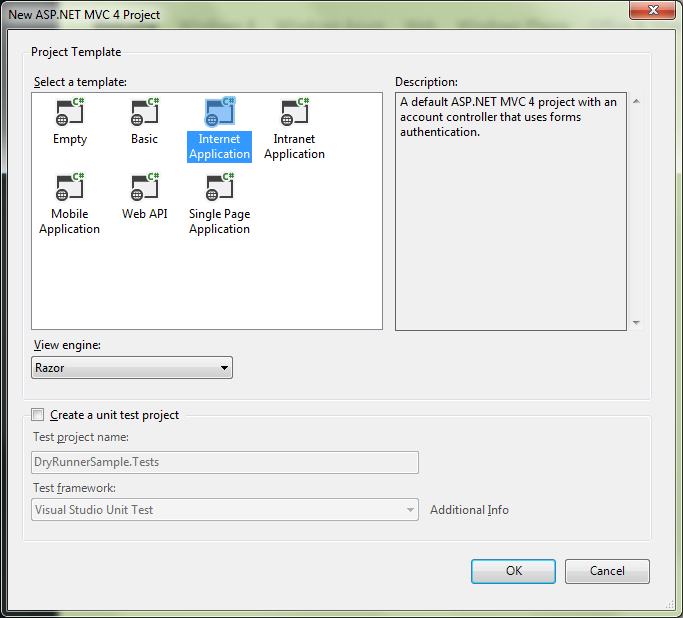 New ASP.NET MVC 4 Project
Project Template
Select a template:
Description:
C# C# C# C#
Empty Basic Internet Application Intranet Application
C# C# C#
Mobile Application Web API Single Page Application
A default ASP.NET MVC 4 project with an
account controller that uses forms
authentication.
View engine:
Razor
Create a unit test project
Test project name:
DryRunnerSample.Tests
Test framework:
Visual Studio Unit Test
Additional Info
OK Cancel